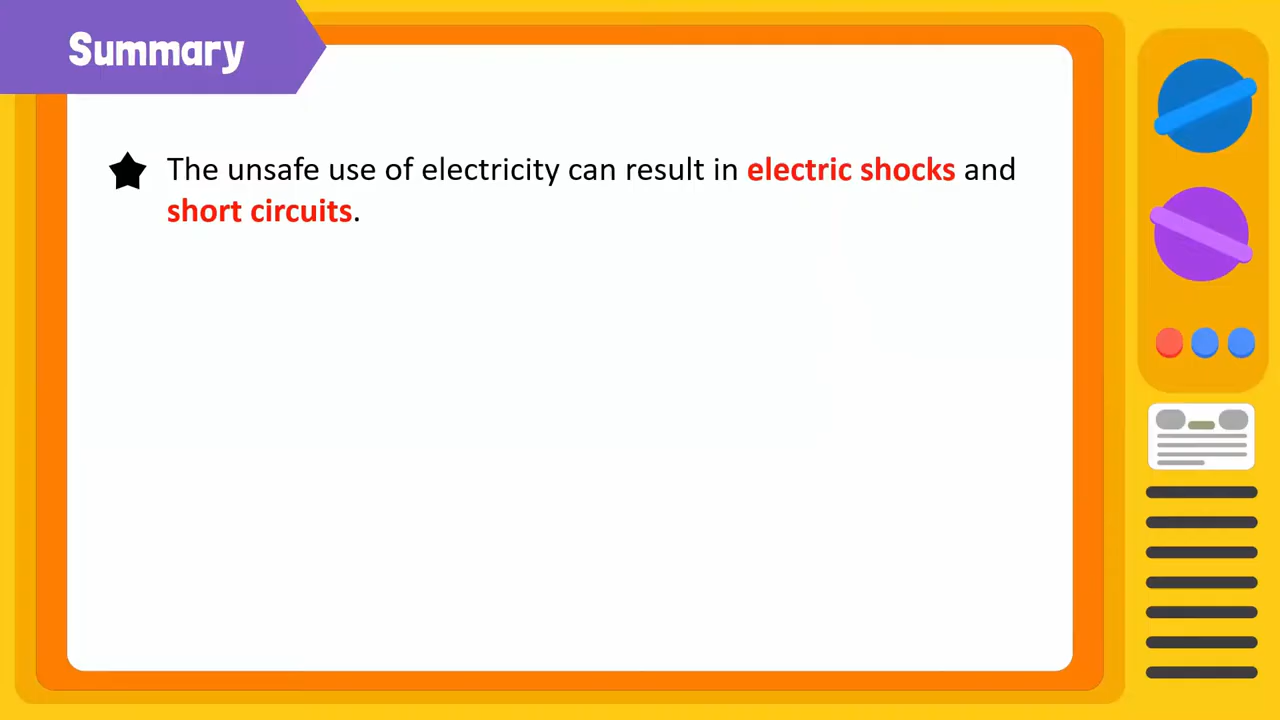 Summary
The unsafe use of electricity can result in electric shocks and
short circuits.